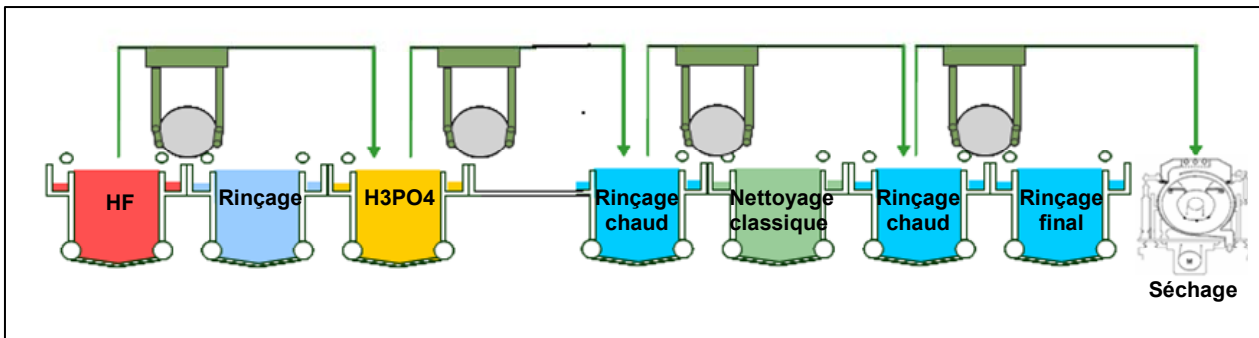 HF
Rinçage
H3PO4
Rinçage
chaud
Nettoyage
classique
Rinçage
chaud
Rinçage
final
M
Séchage